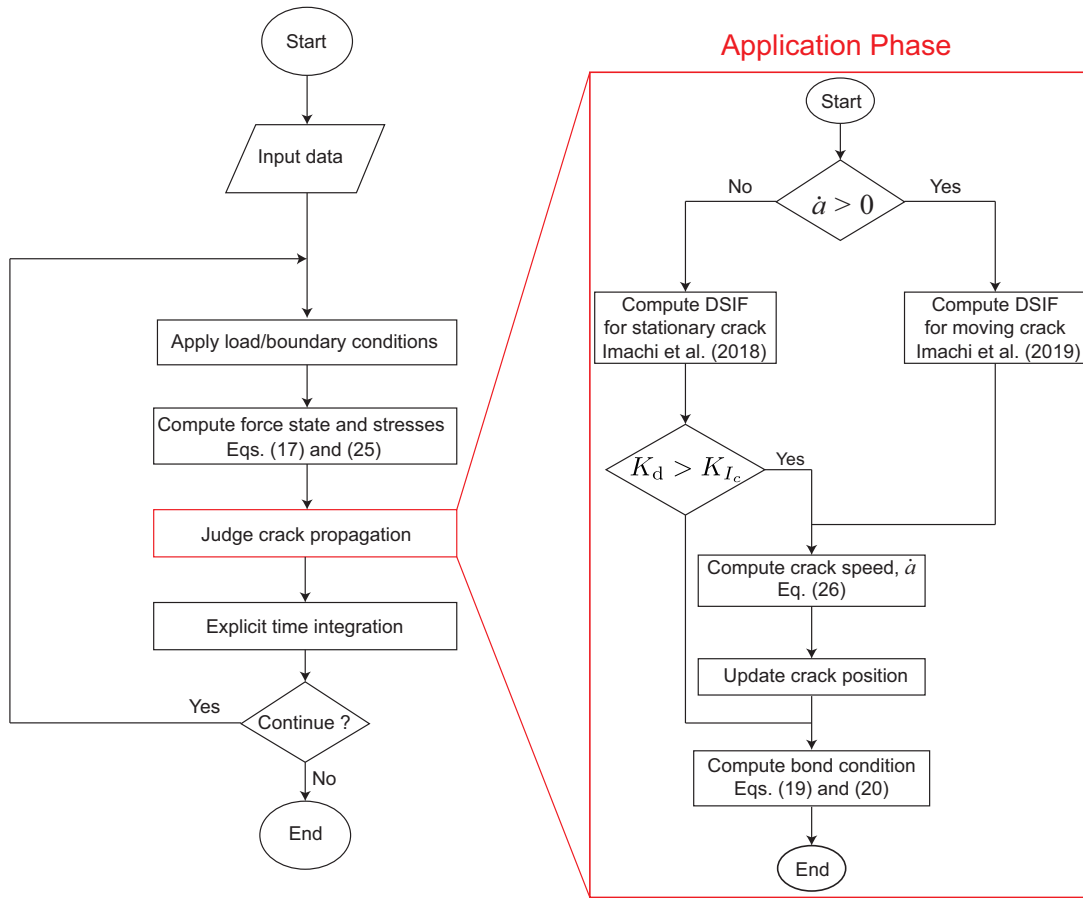 Start
Input data
Apply load/boundary conditions
Compute force state and stresses
Eqs. (17) and (25)
Judge crack propagation
Explicit time integration
Continue ?
Yes
No
End
Application Phase
Start
ȧ > 0
No
Yes
Compute DSIF
for stationary crack
Imachi et al. (2018)
Compute DSIF
for moving crack
Imachi et al. (2019)
K_d > K_{I_c}
Yes
Compute crack speed, ȧ
Eq. (26)
Update crack position
Compute bond condition
Eqs. (19) and (20)
End